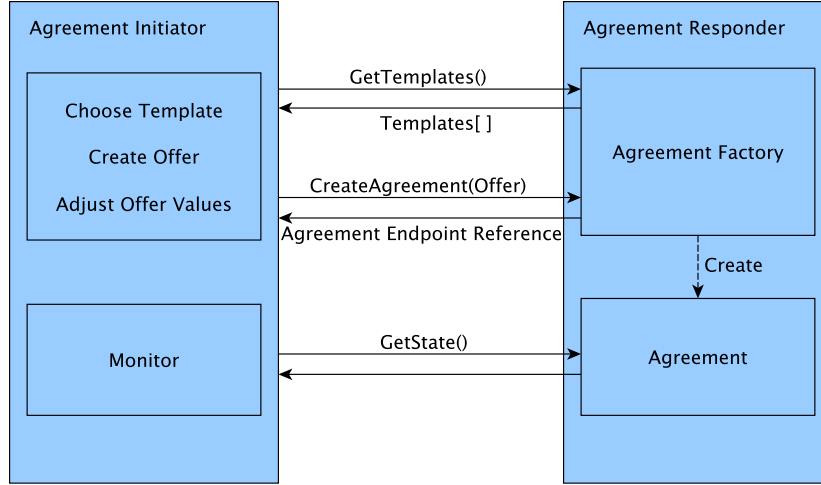 Agreement Initiator
Agreement Responder
Choose Template
Create Offer
Adjust Offer Values
GetTemplates()
Templates[ ]
CreateAgreement(Offer)
Agreement Endpoint Reference
Agreement Factory
Create
Monitor
GetState()
Agreement